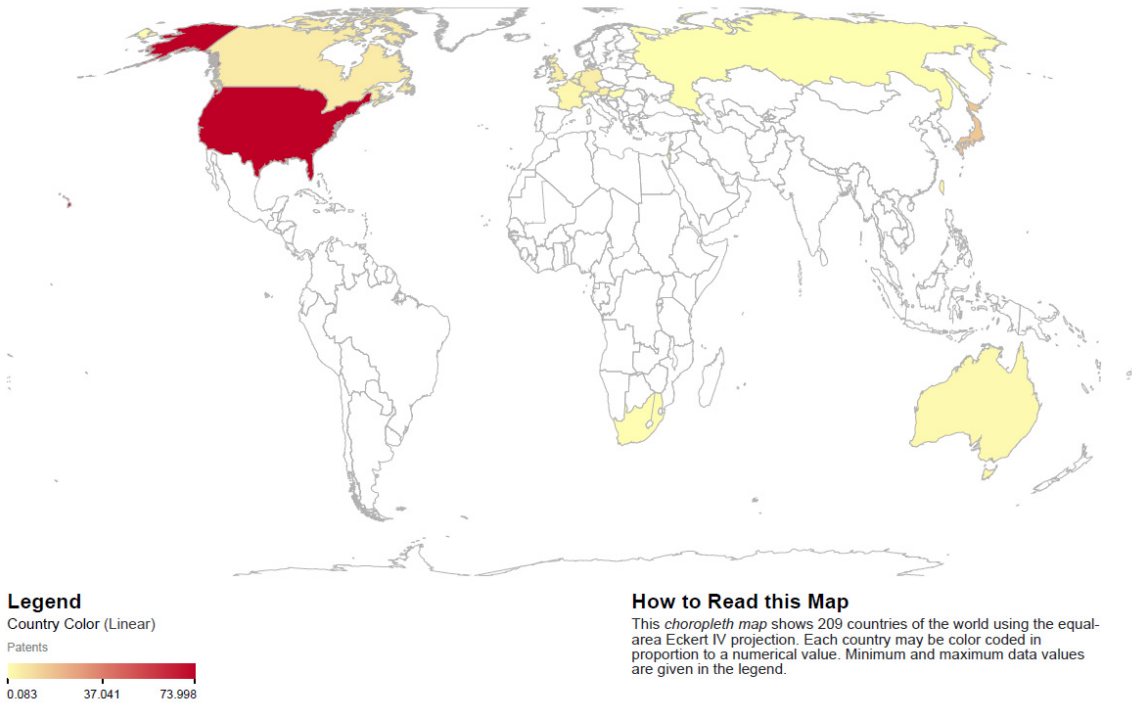 Legend
Country Color (Linear)
Patents
0.083 37.041 73.998
How to Read this Map
This choropleth map shows 209 countries of the world using the equal-
area Eckert IV projection. Each country may be color coded in
proportion to a numerical value. Minimum and maximum data values
are given in the legend.